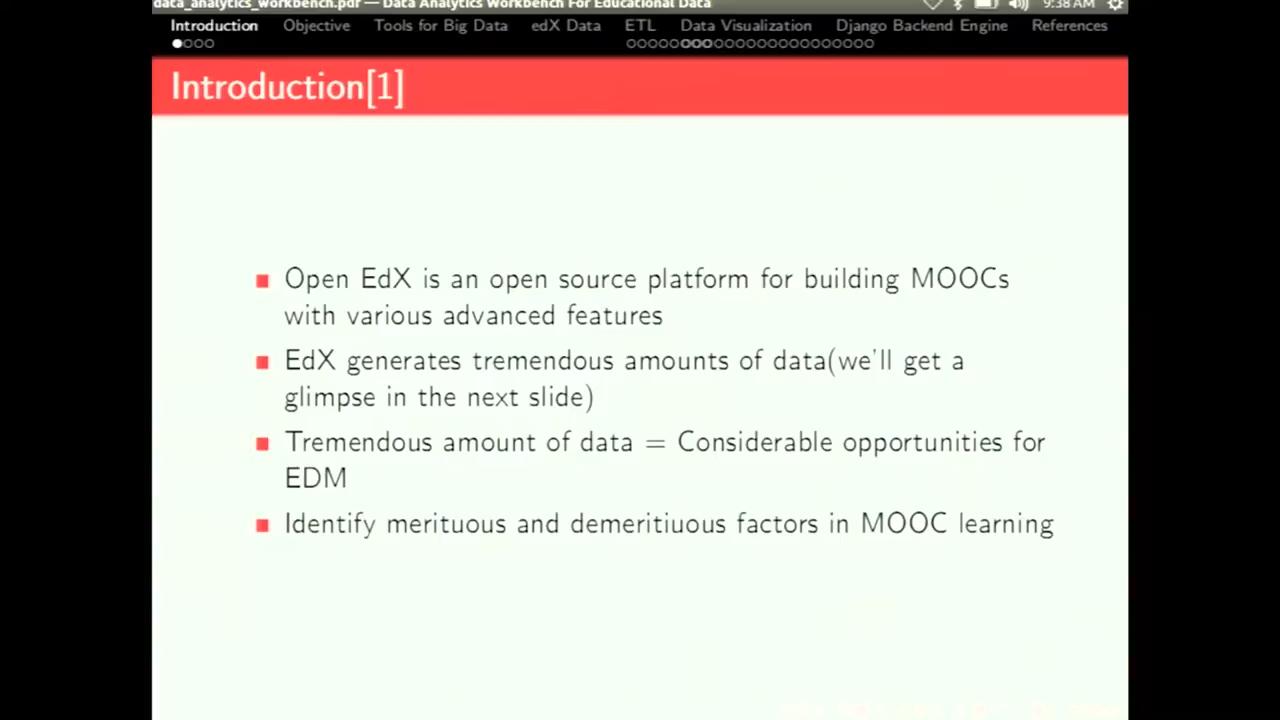 data_analytics_workbench.pdf — Data Analytics Workbench For Educational Data 9:38 AM
Introduction Objective Tools for Big Data edX Data ETL Data Visualization Django Backend Engine References
Introduction[1]
Open EdX is an open source platform for building MOOCs
with various advanced features
EdX generates tremendous amounts of data(we'll get a
glimpse in the next slide)
Tremendous amount of data = Considerable opportunities for
EDM
Identify merituous and demeritiuous factors in MOOC learning